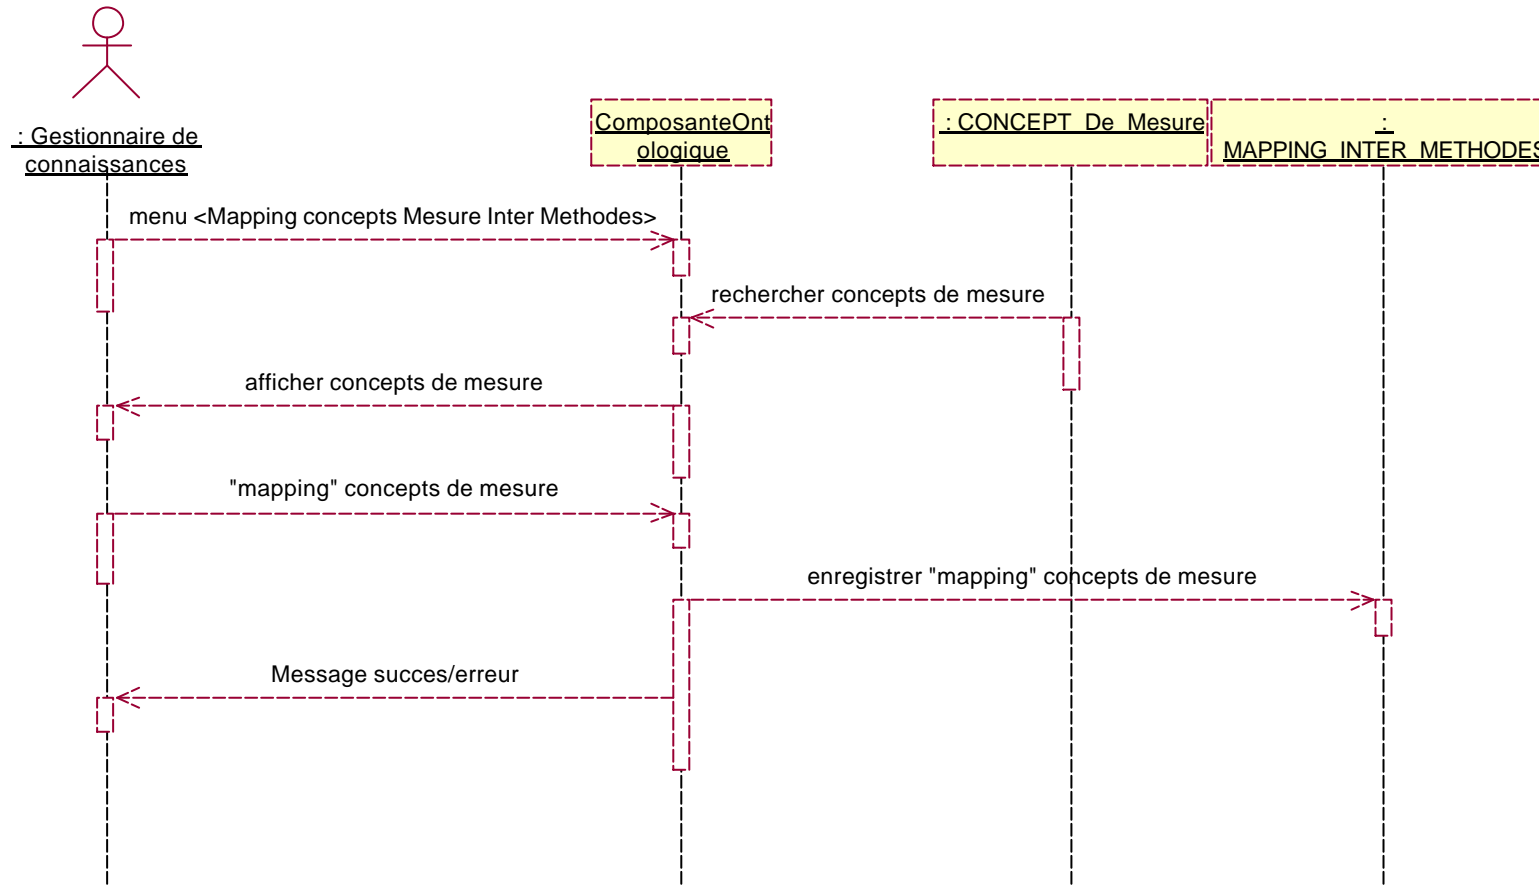 : Gestionnaire de
connaissances
ComposanteOnt
ologique
: CONCEPT_De_Mesure
:
MAPPING_INTER_METHODES
menu <Mapping concepts Mesure Inter Methodes>
rechercher concepts de mesure
afficher concepts de mesure
"mapping" concepts de mesure
enregistrer "mapping" concepts de mesure
Message succes/erreur